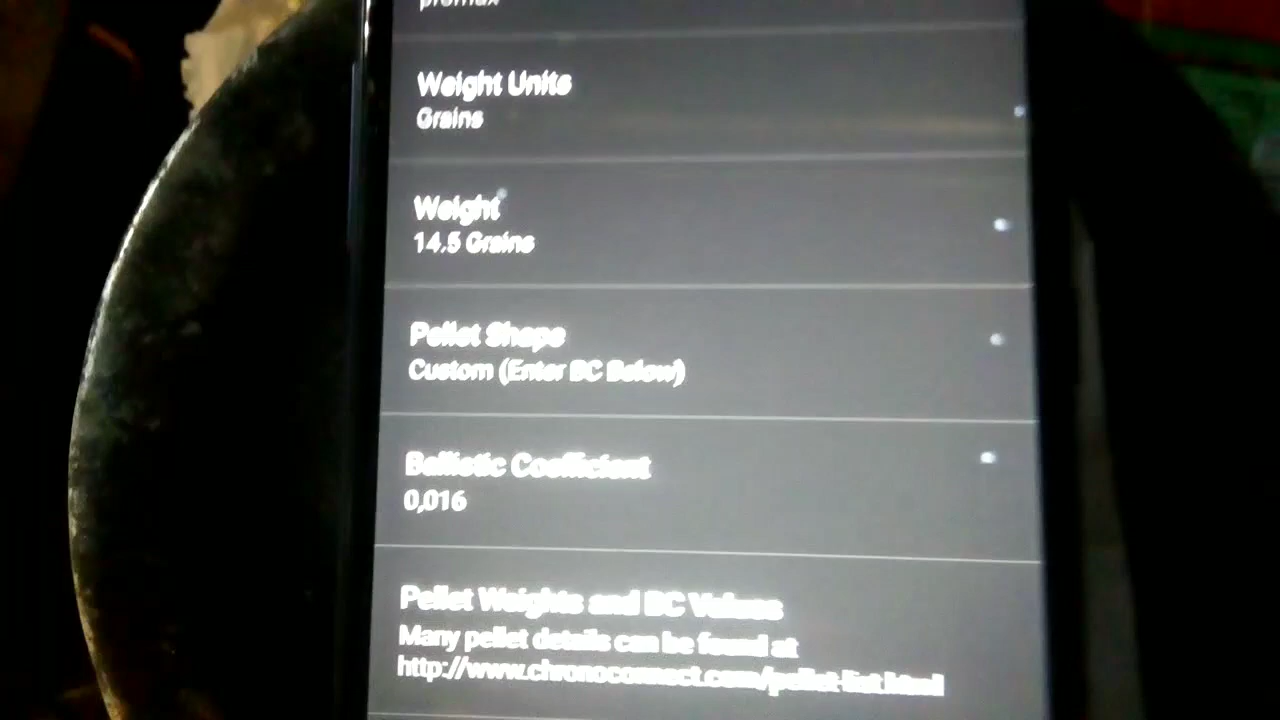 promax
Weight Units
Grains
Weight
14.5 Grains
Pellet Shape
Custom (Enter BC Below)
Ballistic Coefficient
0,016
Pellet Weights and BC Values
Many pellet details can be found at
http://www.chronoconnect.com/pellet-list.html